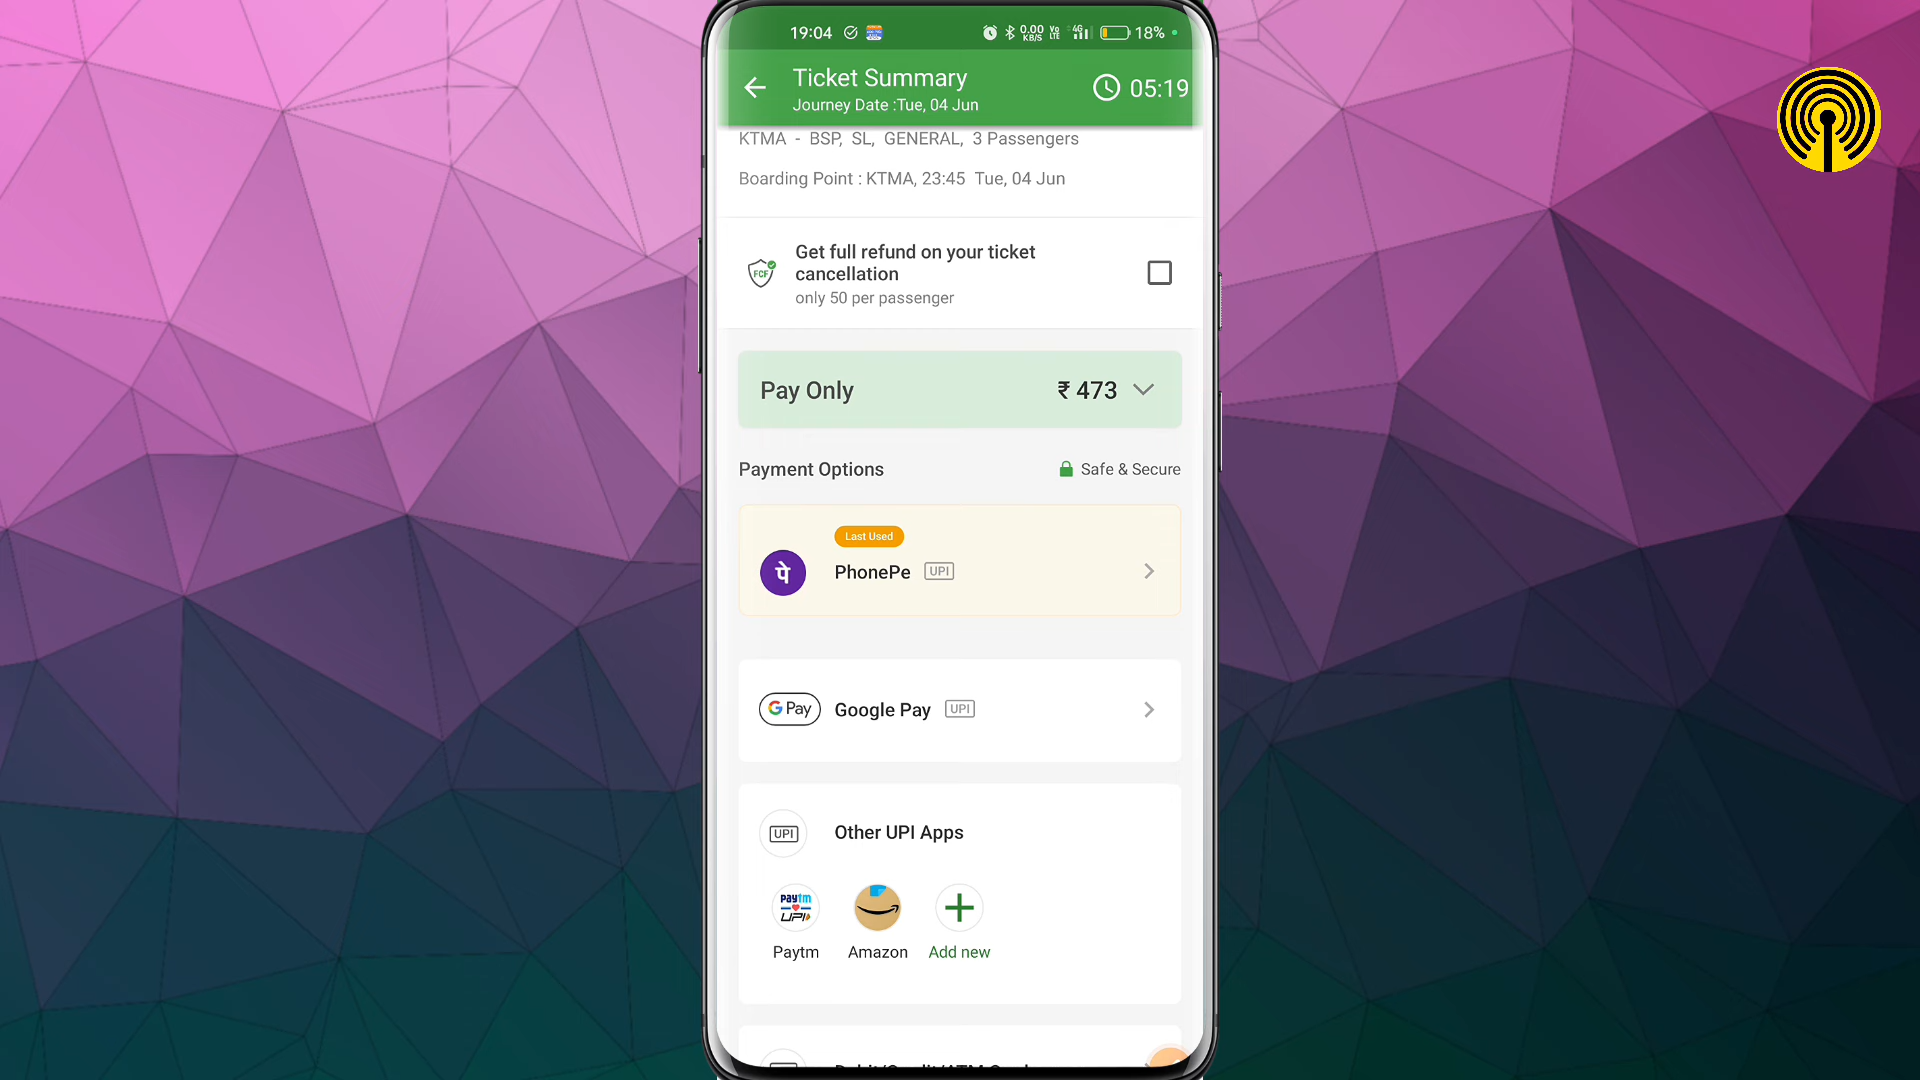 19:04 0.00 KB/S Vo LTE 4G 18%
Ticket Summary
Journey Date :Tue, 04 Jun
05:19
KTMA - BSP, SL, GENERAL, 3 Passengers
Boarding Point : KTMA, 23:45 Tue, 04 Jun
FCF
Get full refund on your ticket
cancellation
only 50 per passenger
Pay Only ₹ 473
Payment Options Safe & Secure
Last Used
पे PhonePe UPI
G Pay Google Pay UPI
UPI Other UPI Apps
paytm
UPI
Paytm Amazon Add new